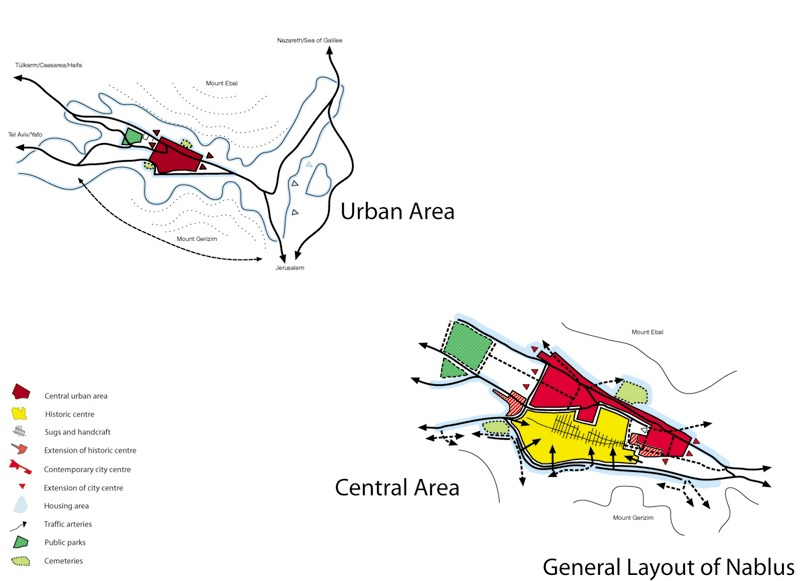 Nazareth/Sea of Galilee
Tülkarm/Caesarea/Haifa
Mount Ebal
Tel Aviv/Yafo
Urban Area
Mount Gerizim
Jerusalem
Mount Ebal
Central urban area
Historic centre
Sugs and handcraft
Extension of historic centre
Contemporary city centre
Extension of city centre
Housing area
Traffic arteries
Public parks
Cemeteries
Central Area
Mount Gerizim
General Layout of Nablus